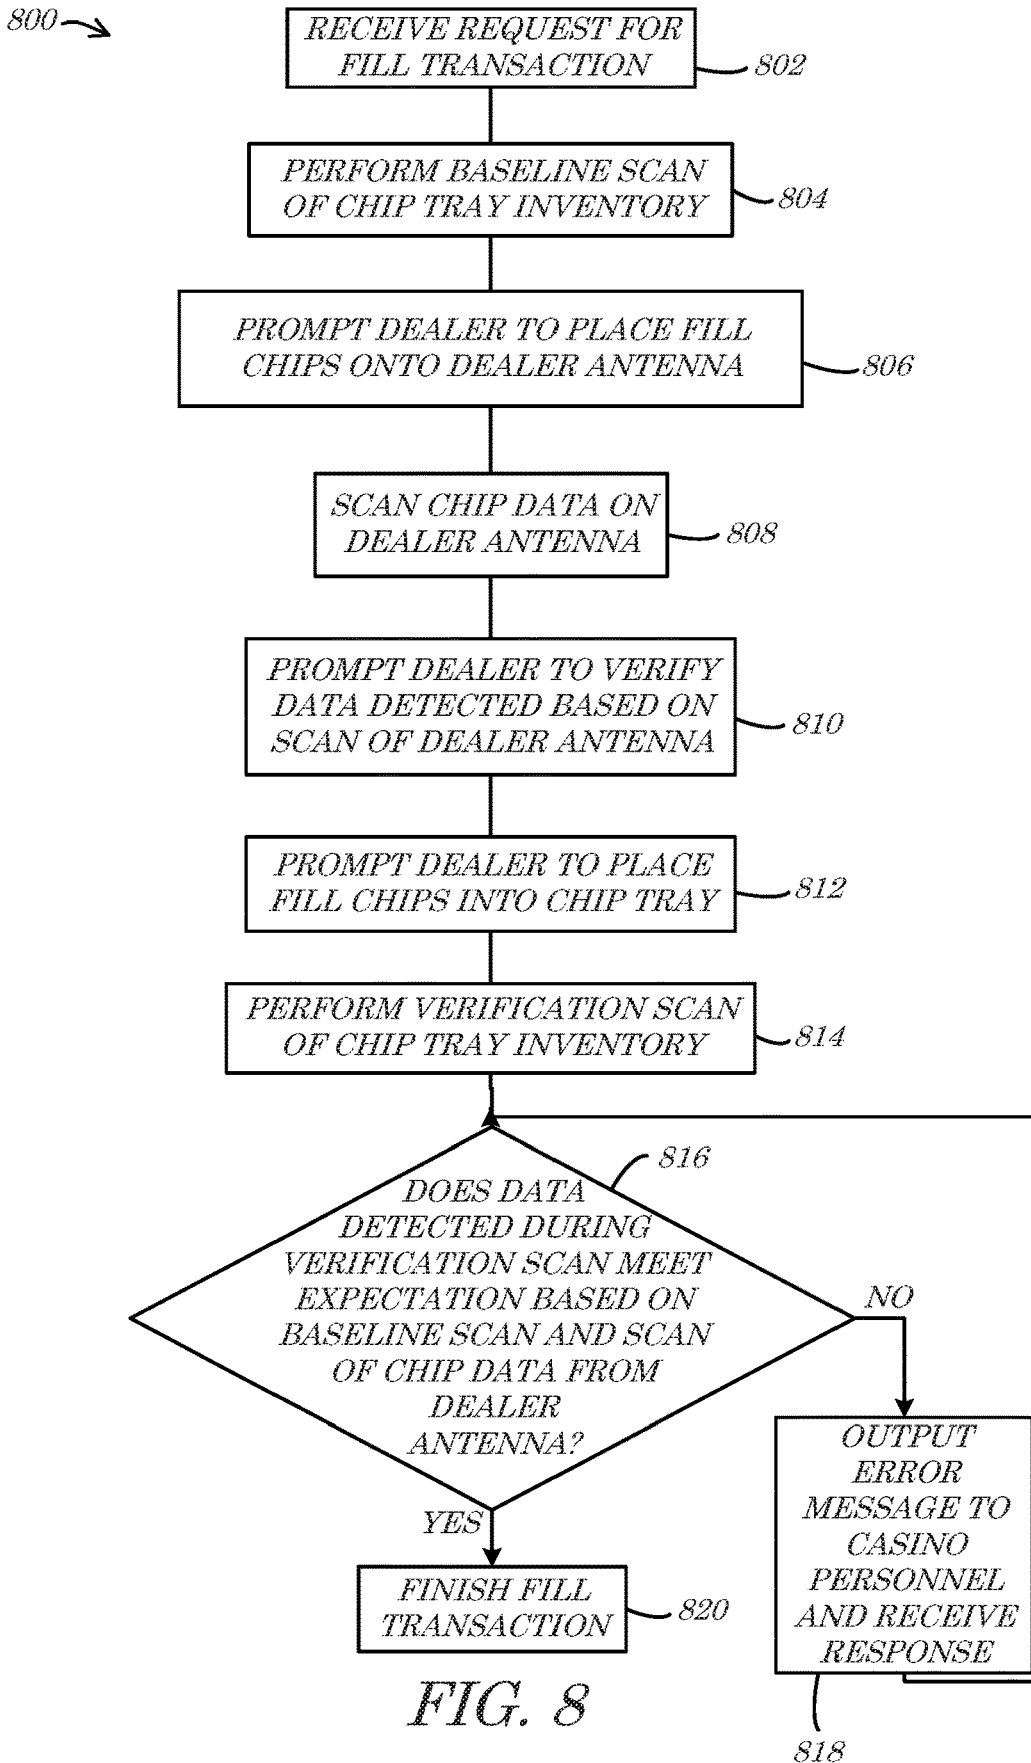 800
RECEIVE REQUEST FOR
FILL TRANSACTION
802
PERFORM BASELINE SCAN
OF CHIP TRAY INVENTORY
804
PROMPT DEALER TO PLACE FILL
CHIPS ONTO DEALER ANTENNA
806
SCAN CHIP DATA ON
DEALER ANTENNA
808
PROMPT DEALER TO VERIFY
DATA DETECTED BASED ON
SCAN OF DEALER ANTENNA
810
PROMPT DEALER TO PLACE
FILL CHIPS INTO CHIP TRAY
812
PERFORM VERIFICATION SCAN
OF CHIP TRAY INVENTORY
814
816
DOES DATA
DETECTED DURING
VERIFICATION SCAN MEET
EXPECTATION BASED ON
BASELINE SCAN AND SCAN
OF CHIP DATA FROM
DEALER
ANTENNA?
NO
YES
OUTPUT
ERROR
MESSAGE TO
CASINO
PERSONNEL
AND RECEIVE
RESPONSE
818
FINISH FILL
TRANSACTION
820
FIG. 8